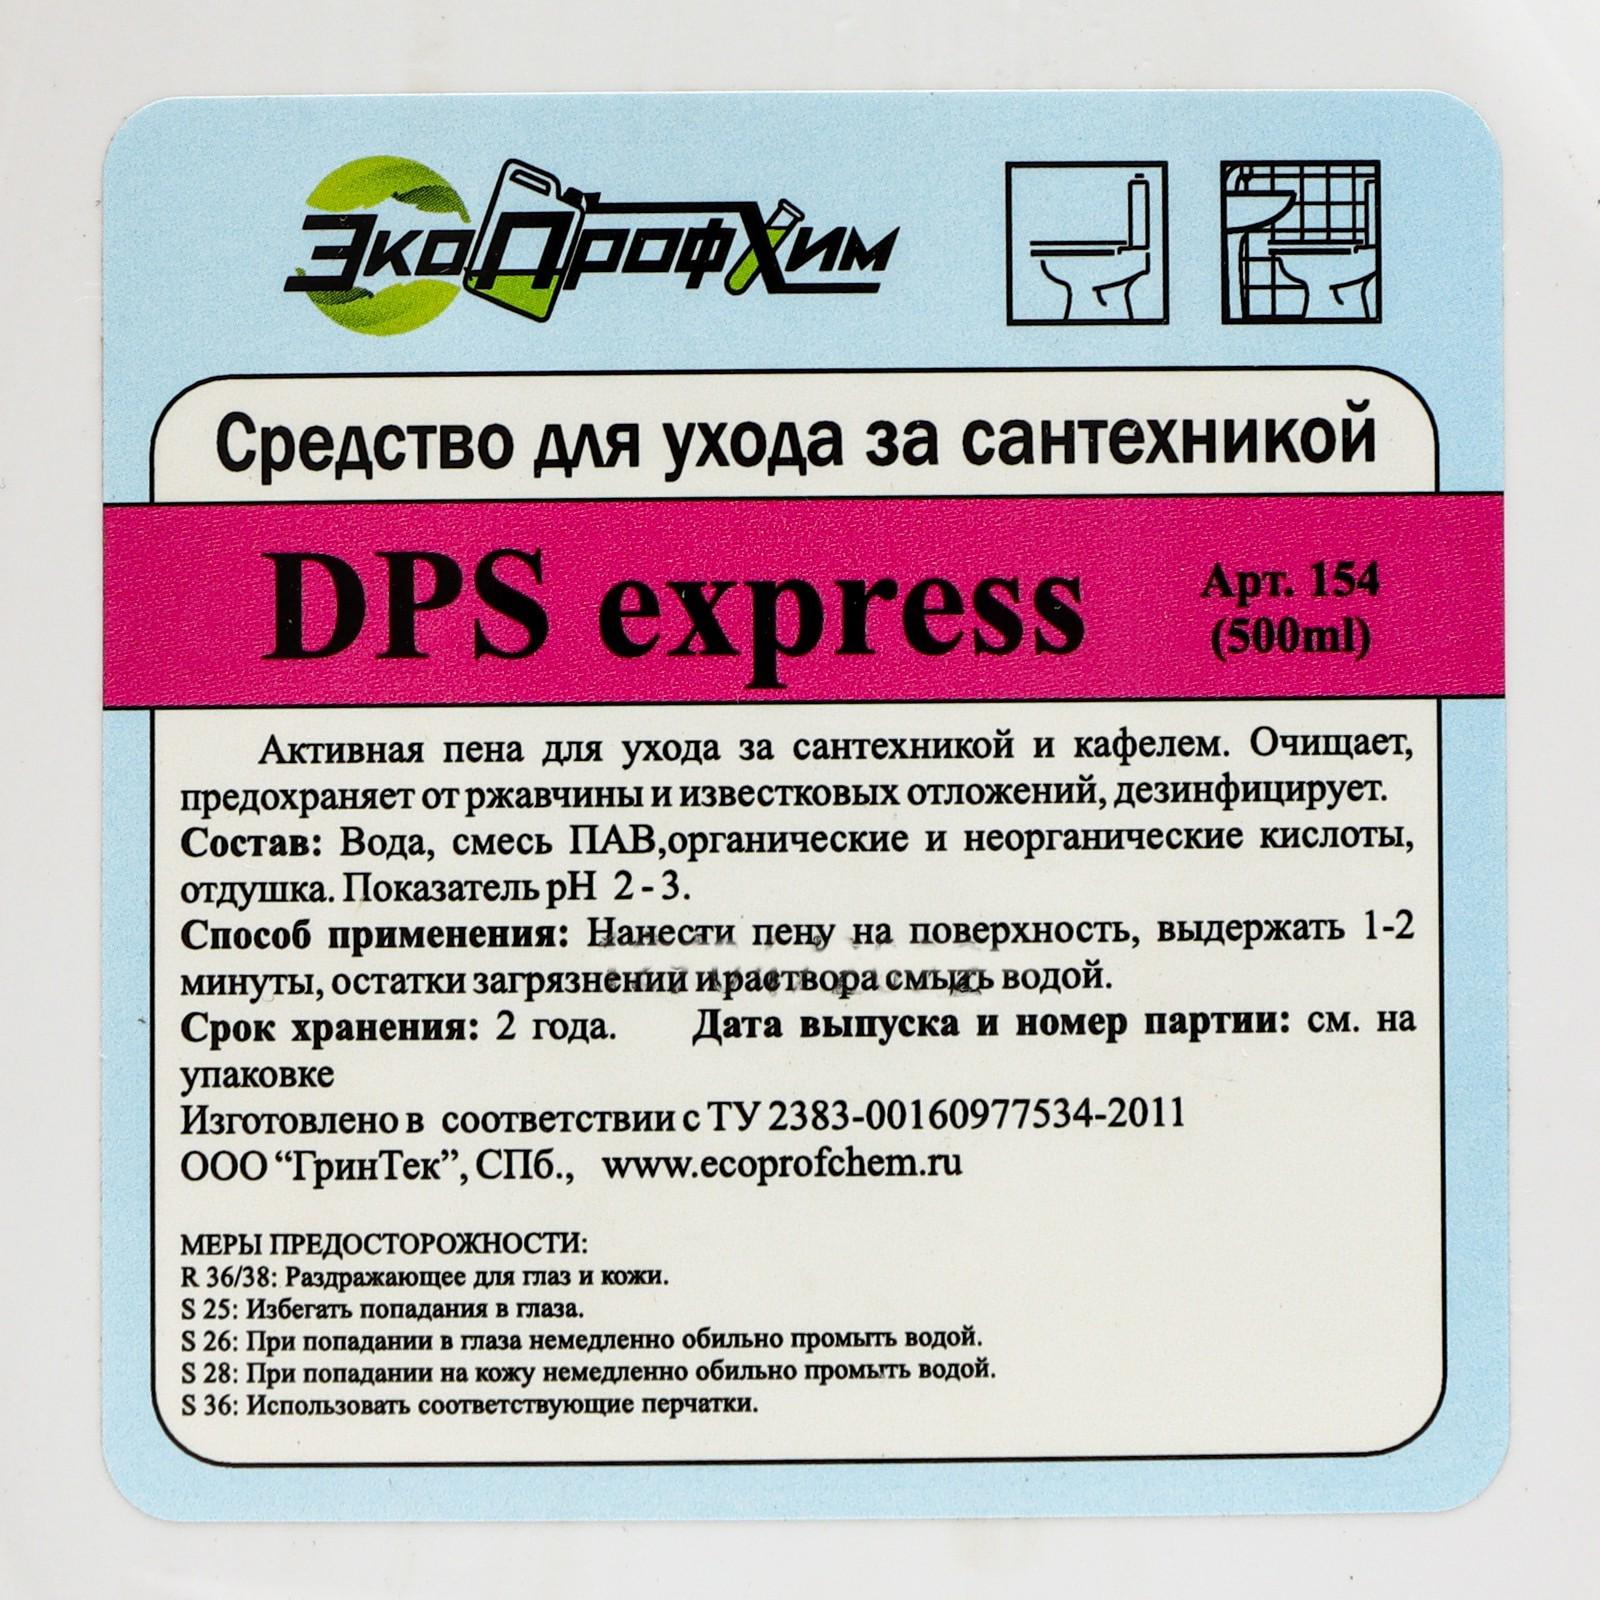 ЭкоПрофХим
Средство для ухода за сантехникой
DPS express
Арт. 154
(500ml)
Активная пена для ухода за сантехникой и кафелем. Очищает,
предохраняет от ржавчины и известковых отложений, дезинфицирует.
Состав: Вода, смесь ПАВ,органические и неорганические кислоты,
отдушка. Показатель pH 2 - 3.
Способ применения: Нанести пену на поверхность, выдержать 1-2
минуты, остатки загрязнении и раствора смыть водой.
Срок хранения: 2 года. Дата выпуска и номер партии: см. на
упаковке
Изготовлено в соответствии с ТУ 2383-00160977534-2011
ООО “ГринТек”, СПб., www.ecoprofchem.ru
МЕРЫ ПРЕДОСТОРОЖНОСТИ:
R 36/38: Раздражающее для глаз и кожи.
S 25: Избегать попадания в глаза.
S 26: При попадании в глаза немедленно обильно промыть водой.
S 28: При попадании на кожу немедленно обильно промыть водой.
S 36: Использовать соответствующие перчатки.